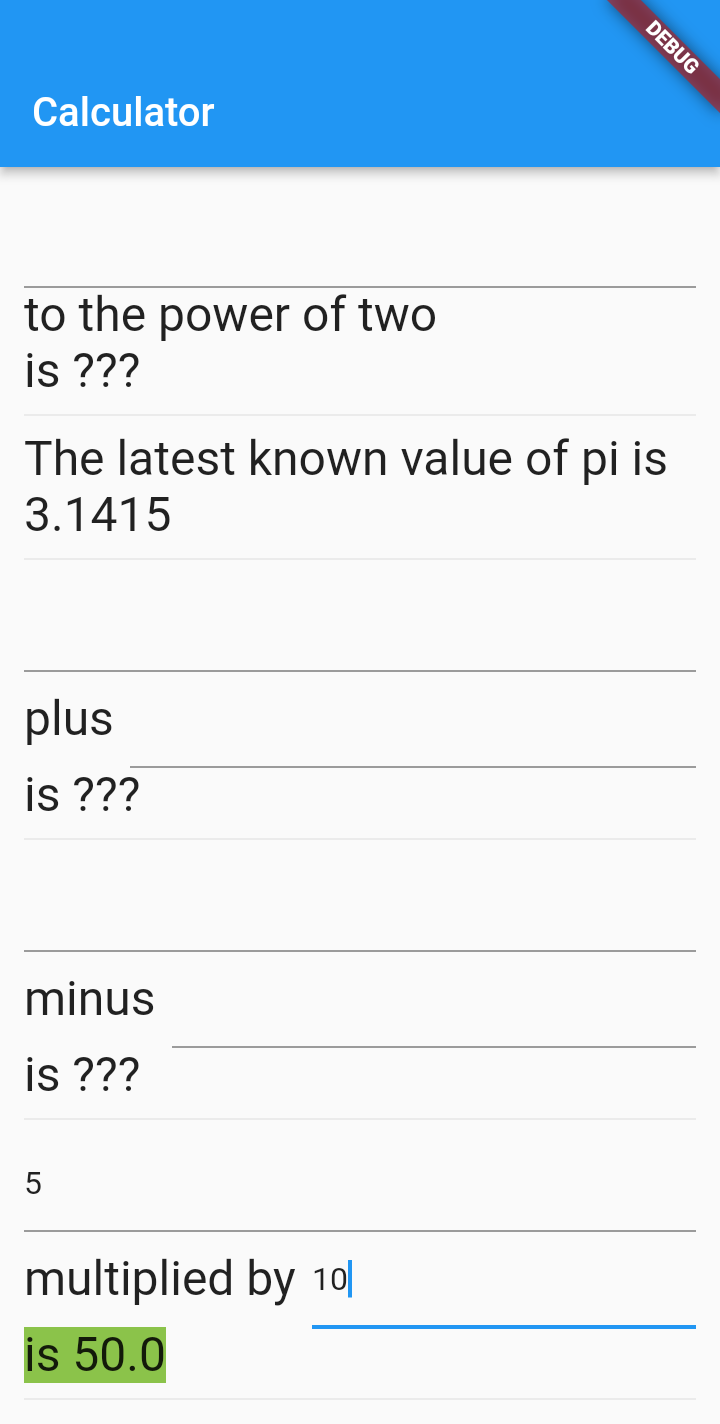 DEBUG
Calculator
to the power of two
is ???
The latest known value of pi is
3.1415
plus
is ???
minus
is ???
5
multiplied by 10
is 50.0